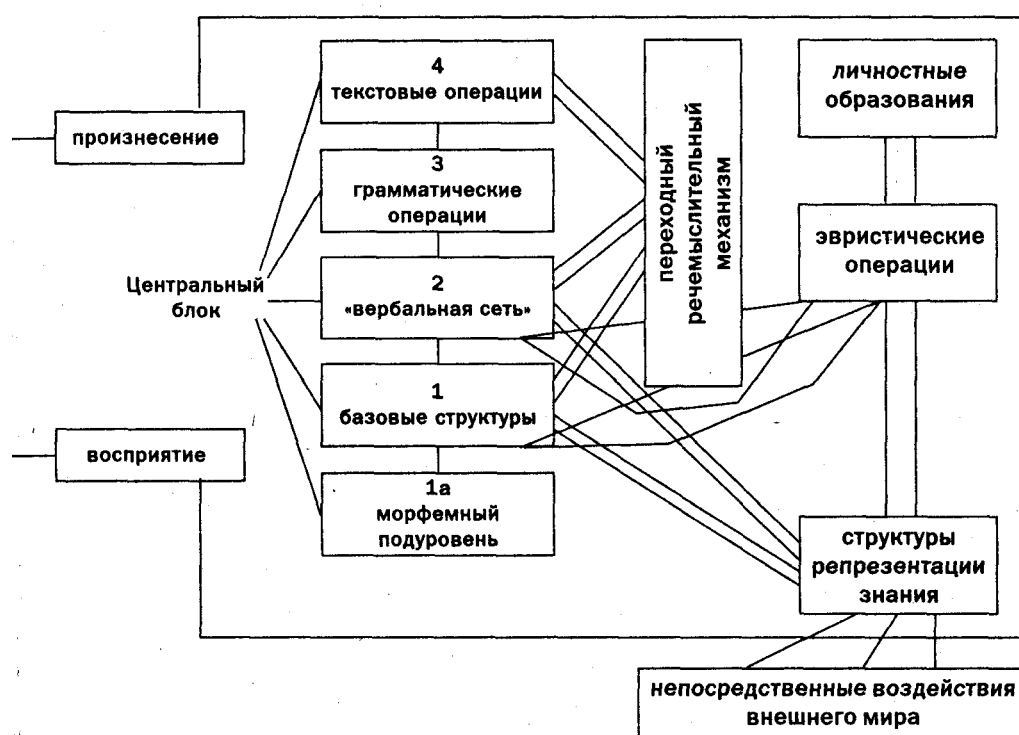 произнесение
4
текстовые операции
3
грамматические
операции
Центральный
блок
2
«вербальная сеть»
1
базовые структуры
восприятие
1а
морфемный
подуровень
переходный
речемыслительный
механизм
личностные
образования
эвристические
операции
структуры
репрезентации
знания
непосредственные воздействия
внешнего мира